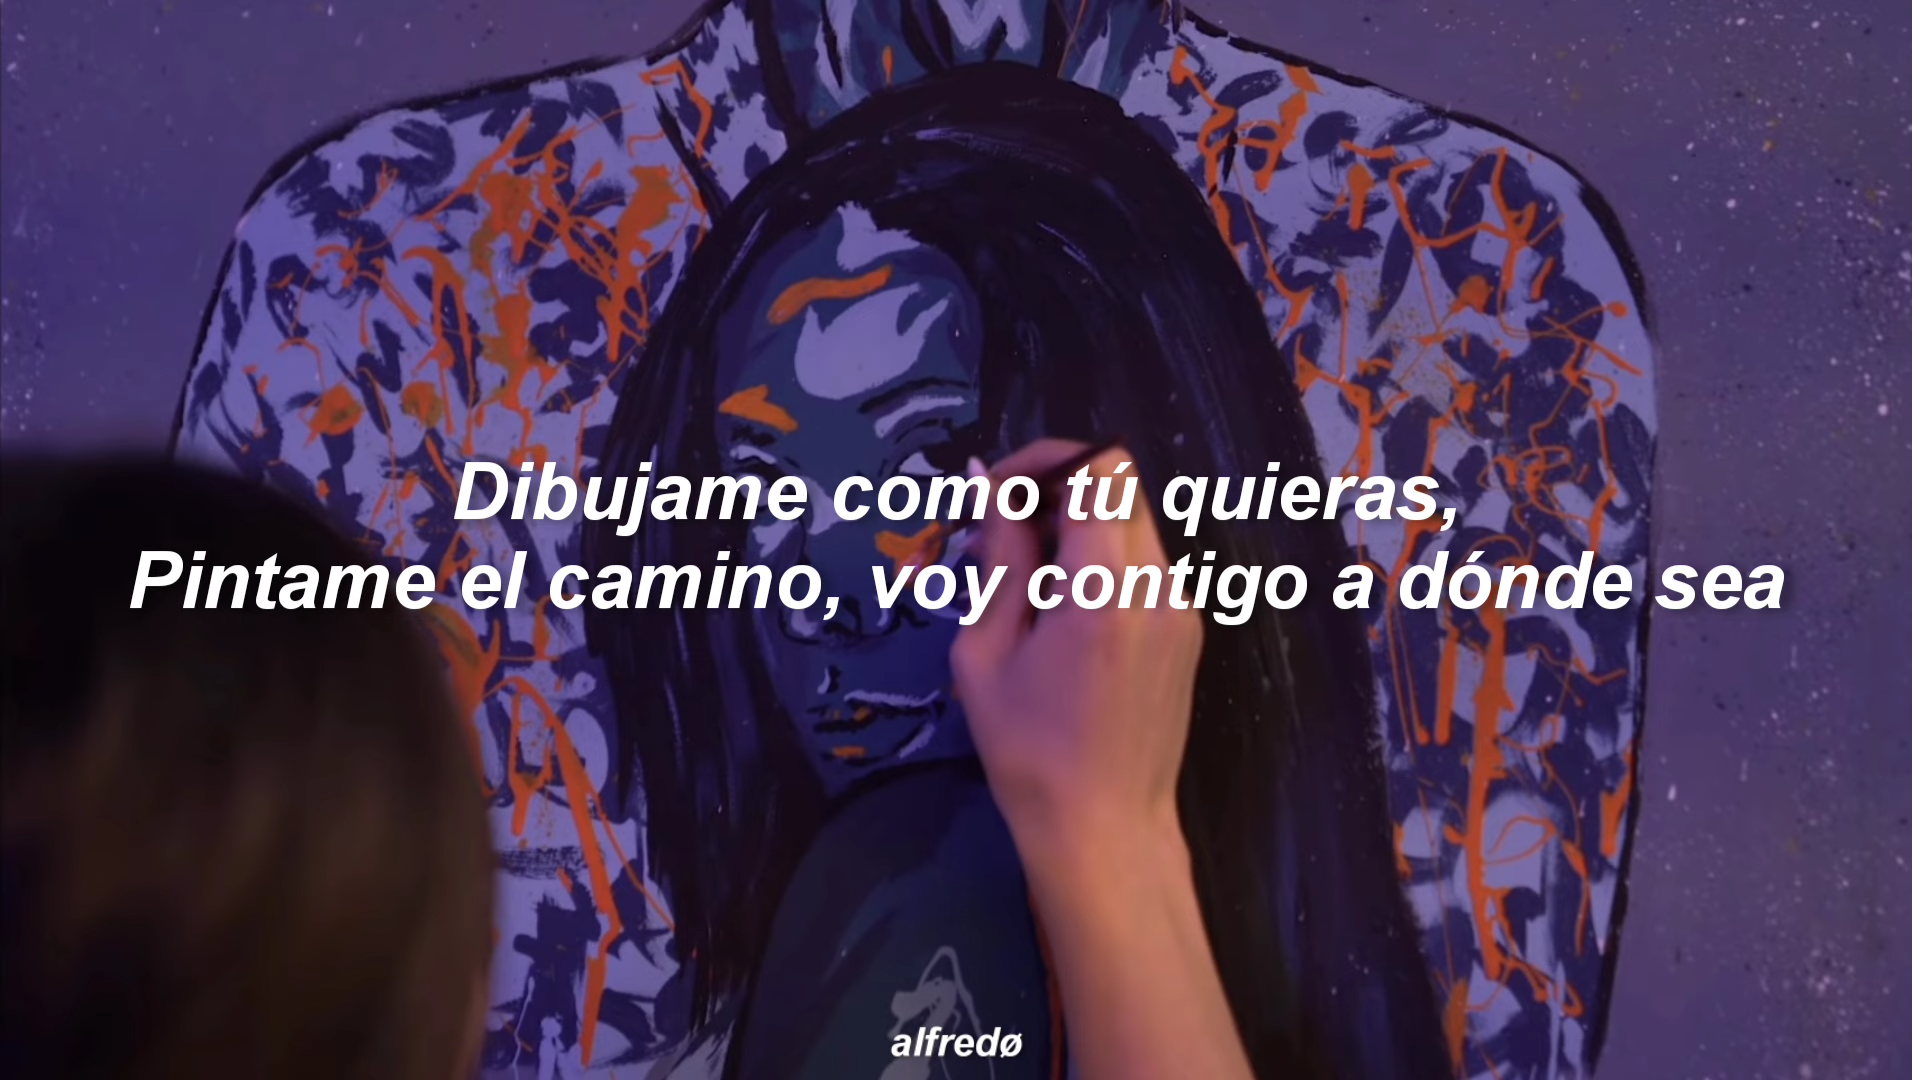 Dibujame como tú quieras,
Pintame el camino, voy contigo a dónde sea
alfredø